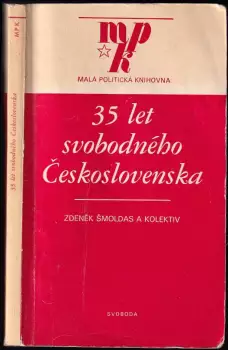 MPK
35 let svobodného Československa
mpk
MALÁ POLITICKÁ KNIHOVNA
35 let
svobodného
Československa
ZDENĚK ŠMOLDAS A KOLEKTIV
SVOBODA